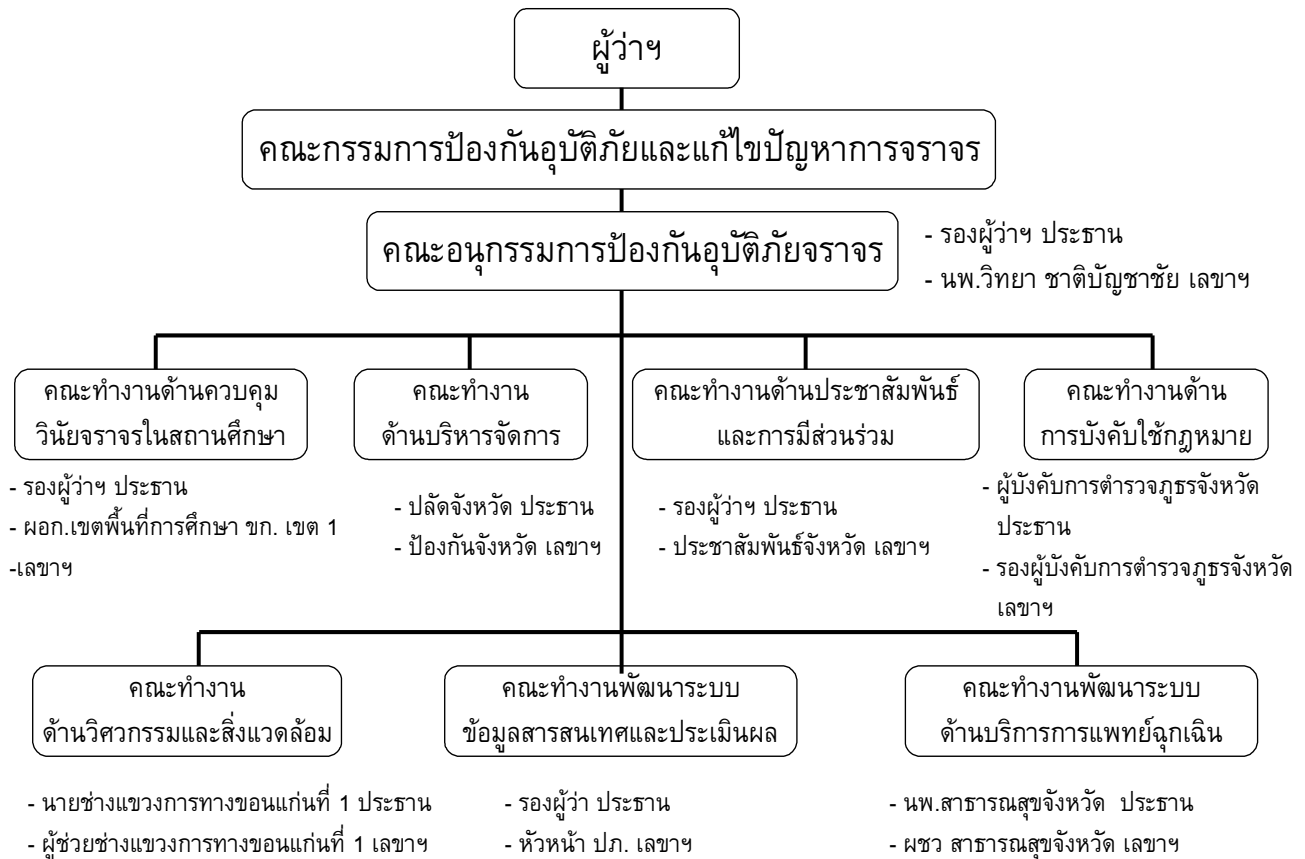 ผู้ว่าฯ
คณะกรรมการป้องกันอุบัติภัยและแก้ไขปัญหาการจราจร
คณะอนุกรรมการป้องกันอุบัติภัยจราจร
- รองผู้ว่าฯ ประธาน
- นพ.วิทยา ชาติบัญชาชัย เลขาฯ
คณะทำงานด้านควบคุม
วินัยจราจรในสถานศึกษา
- รองผู้ว่าฯ ประธาน
- ผอก.เขตพื้นที่การศึกษา ขก. เขต 1
-เลขาฯ
คณะทำงาน
ด้านบริหารจัดการ
- ปลัดจังหวัด ประธาน
- ป้องกันจังหวัด เลขาฯ
คณะทำงานด้านประชาสัมพันธ์
และการมีส่วนร่วม
- รองผู้ว่าฯ ประธาน
- ประชาสัมพันธ์จังหวัด เลขาฯ
คณะทำงานด้าน
การบังคับใช้กฎหมาย
- ผู้บังคับการตำรวจภูธรจังหวัด
ประธาน
- รองผู้บังคับการตำรวจภูธรจังหวัด
เลขาฯ
คณะทำงาน
ด้านวิศวกรรมและสิ่งแวดล้อม
- นายช่างแขวงการทางขอนแก่นที่ 1 ประธาน
- ผู้ช่วยช่างแขวงการทางขอนแก่นที่ 1 เลขาฯ
คณะทำงานพัฒนาระบบ
ข้อมูลสารสนเทศและประเมินผล
- รองผู้ว่า ประธาน
- หัวหน้า ปภ. เลขาฯ
คณะทำงานพัฒนาระบบ
ด้านบริการการแพทย์ฉุกเฉิน
- นพ.สาธารณสุขจังหวัด ประธาน
- ผชว สาธารณสุขจังหวัด เลขาฯ